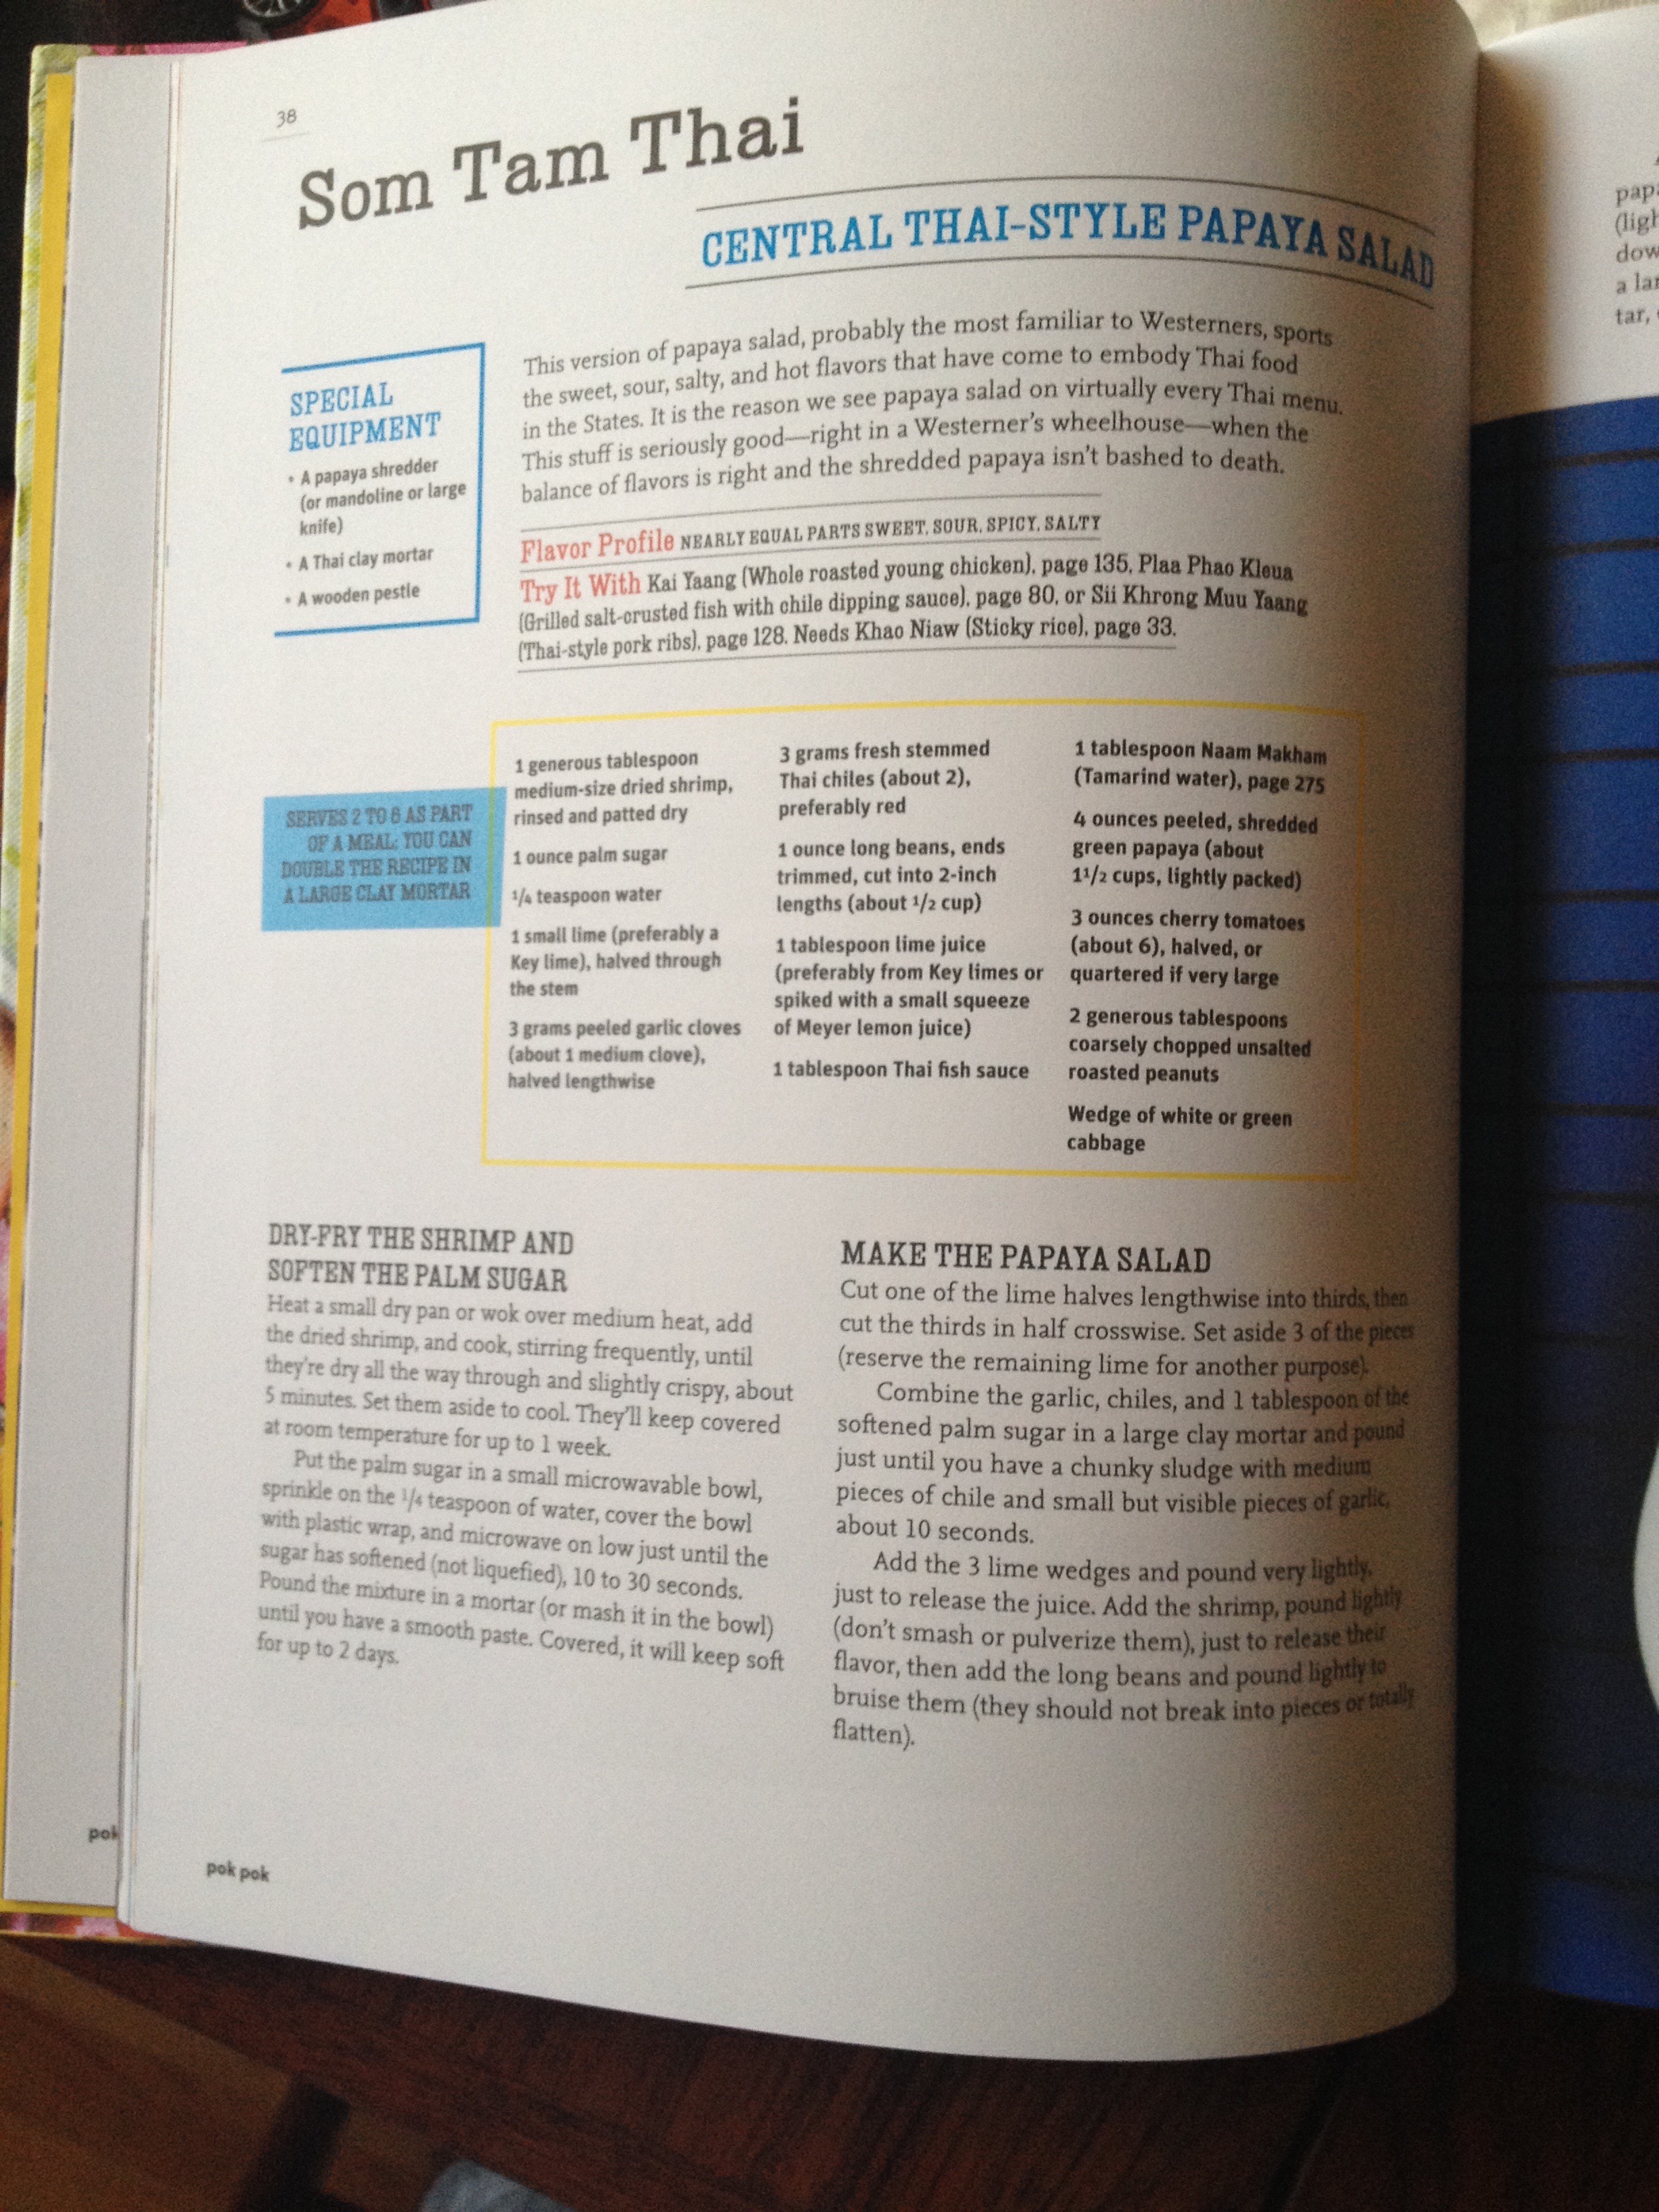 38
Som Tam Thai
CENTRAL THAI-STYLE PAPAYA SALAD
This version of papaya salad, probably the most familiar to Westerners, sports
the sweet, sour, salty, and hot flavors that have come to embody Thai food
in the States. It is the reason we see papaya salad on virtually every Thai menu.
This stuff is seriously good—right in a Westerner's wheelhouse—when the
balance of flavors is right and the shredded papaya isn't bashed to death.
SPECIAL
EQUIPMENT
• A papaya shredder
(or mandoline or large
knife)
• A Thai clay mortar
• A wooden pestle
Flavor Profile NEARLY EQUAL PARTS SWEET, SOUR, SPICY, SALTY
Try It With Kai Yaang (Whole roasted young chicken), page 135, Plaa Phao Kleua
(Grilled salt-crusted fish with chile dipping sauce), page 80, or Sii Khrong Muu Yaang
(Thai-style pork ribs), page 128. Needs Khao Niaw (Sticky rice), page 33.
SERVES 2 TO 6 AS PART
OF A MEAL; YOU CAN
DOUBLE THE RECIPE IN
A LARGE CLAY MORTAR
1 generous tablespoon
medium-size dried shrimp,
rinsed and patted dry
1 ounce palm sugar
1/4 teaspoon water
1 small lime (preferably a
Key lime), halved through
the stem
3 grams peeled garlic cloves
(about 1 medium clove),
halved lengthwise
3 grams fresh stemmed
Thai chiles (about 2),
preferably red
1 ounce long beans, ends
trimmed, cut into 2-inch
lengths (about 1/2 cup)
1 tablespoon lime juice
(preferably from Key limes or
spiked with a small squeeze
of Meyer lemon juice)
1 tablespoon Thai fish sauce
1 tablespoon Naam Makham
(Tamarind water), page 275
4 ounces peeled, shredded
green papaya (about
1 1/2 cups, lightly packed)
3 ounces cherry tomatoes
(about 6), halved, or
quartered if very large
2 generous tablespoons
coarsely chopped unsalted
roasted peanuts
Wedge of white or green
cabbage
DRY-FRY THE SHRIMP AND
SOFTEN THE PALM SUGAR
Heat a small dry pan or wok over medium heat, add
the dried shrimp, and cook, stirring frequently, until
they're dry all the way through and slightly crispy, about
5 minutes. Set them aside to cool. They'll keep covered
at room temperature for up to 1 week.
Put the palm sugar in a small microwavable bowl,
sprinkle on the 1/4 teaspoon of water, cover the bowl
with plastic wrap, and microwave on low just until the
sugar has softened (not liquefied), 10 to 30 seconds.
Pound the mixture in a mortar (or mash it in the bowl)
until you have a smooth paste. Covered, it will keep soft
for up to 2 days.
MAKE THE PAPAYA SALAD
Cut one of the lime halves lengthwise into thirds, then
cut the thirds in half crosswise. Set aside 3 of the pieces
(reserve the remaining lime for another purpose).
Combine the garlic, chiles, and 1 tablespoon of the
softened palm sugar in a large clay mortar and pound
just until you have a chunky sludge with medium
pieces of chile and small but visible pieces of garlic,
about 10 seconds.
Add the 3 lime wedges and pound very lightly,
just to release the juice. Add the shrimp, pound lightly
(don't smash or pulverize them), just to release their
flavor, then add the long beans and pound lightly to
bruise them (they should not break into pieces or totally
flatten).
pok pok
pok
papa
(ligh
dow
a lar
tar,